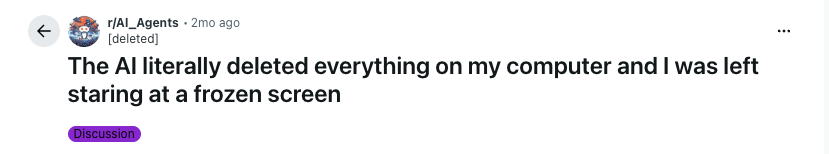 r/AI_Agents • 2mo ago
[deleted]
The AI literally deleted everything on my computer and I was left
staring at a frozen screen
Discussion